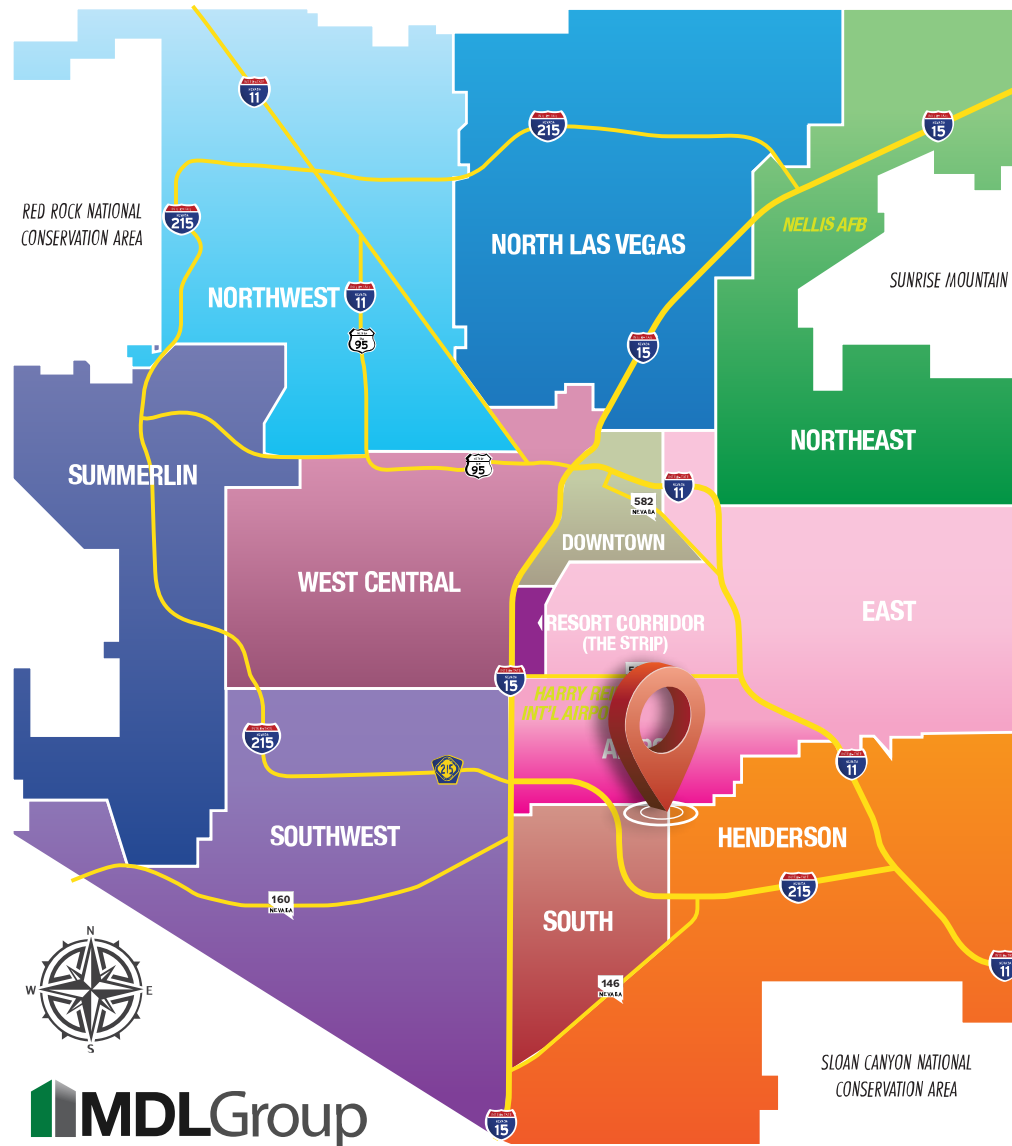 11
215
15
RED ROCK NATIONAL
CONSERVATION AREA
215
NELLIS AFB
NORTH LAS VEGAS
SUNRISE MOUNTAIN
NORTHWEST
11
95
15
NORTHEAST
SUMMERLIN
95
11
582
NEVADA
DOWNTOWN
WEST CENTRAL
EAST
RESORT CORRIDOR
(THE STRIP)
15
HARRY RE
INT'L AIRPO
215
215
11
SOUTHWEST
HENDERSON
215
160
NEVADA
SOUTH
N
W
E
S
146
NEVADA
11
SLOAN CANYON NATIONAL
CONSERVATION AREA
MDLGroup
15